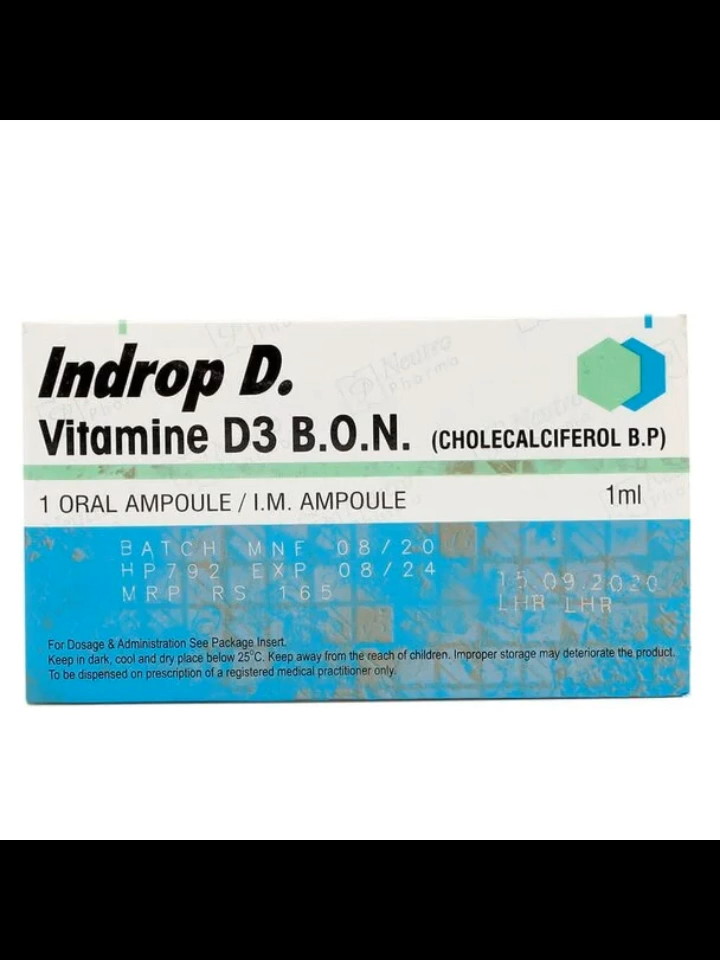 Indrop D.
Vitamine D3 B.O.N. (CHOLECALCIFEROL B.P)
1 ORAL AMPOULE / I.M. AMPOULE 1ml
BATCH MNF 08/20
HP792 EXP 08/24
MRP RS 165
15.09.2020
LHR LHR
For Dosage & Administration See Package Insert.
Keep in dark, cool and dry place below 25°C. Keep away from the reach of children. Improper storage may deteriorate the product.
To be dispensed on prescription of a registered medical practitioner only.
Neutro
Pharma